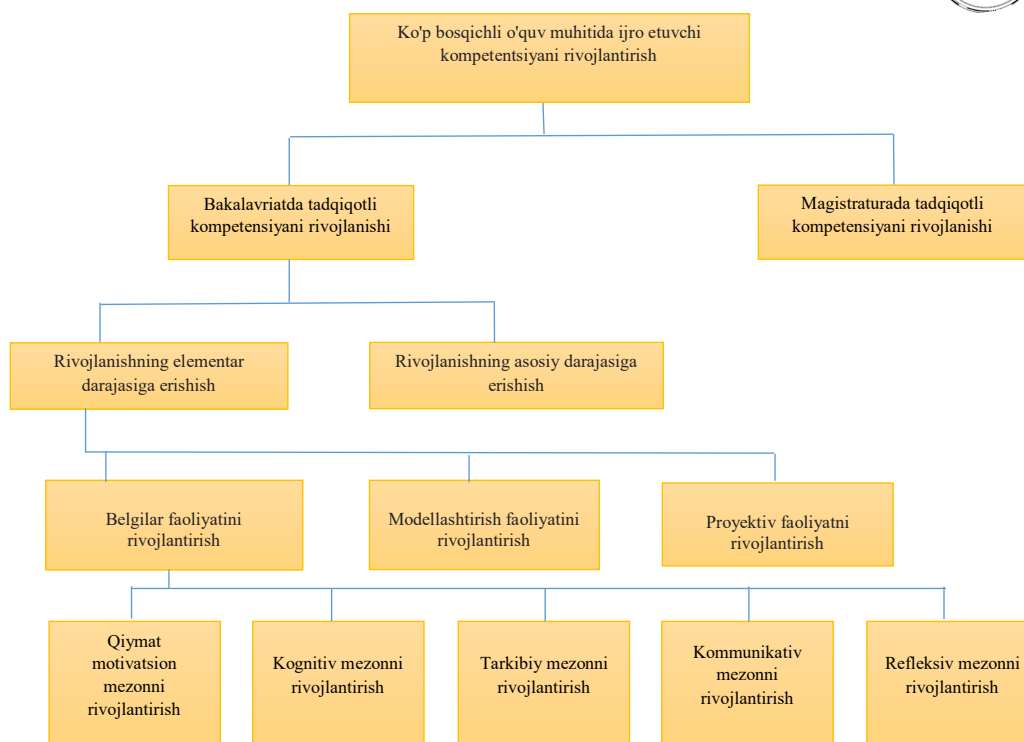 Ko'p bosqichli o'quv muhitida ijro etuvchi
kompetentsiyani rivojlantirish
Bakalavriatda tadqiqotli
kompetensiyani rivojlanishi
Magistraturada tadqiqotli
kompetensiyani rivojlanishi
Rivojlanishning elementar
darajasiga erishish
Rivojlanishning asosiy darajasiga
erishish
Belgilar faoliyatini
rivojlantirish
Modellashtirish faoliyatini
rivojlantirish
Proyektiv faoliyatni
rivojlantirish
Qiymat
motivatsion
mezonni
rivojlantirish
Kognitiv mezonni
rivojlantirish
Tarkibiy mezonni
rivojlantirish
Kommunikativ
mezonni
rivojlantirish
Refleksiv mezonni
rivojlantirish